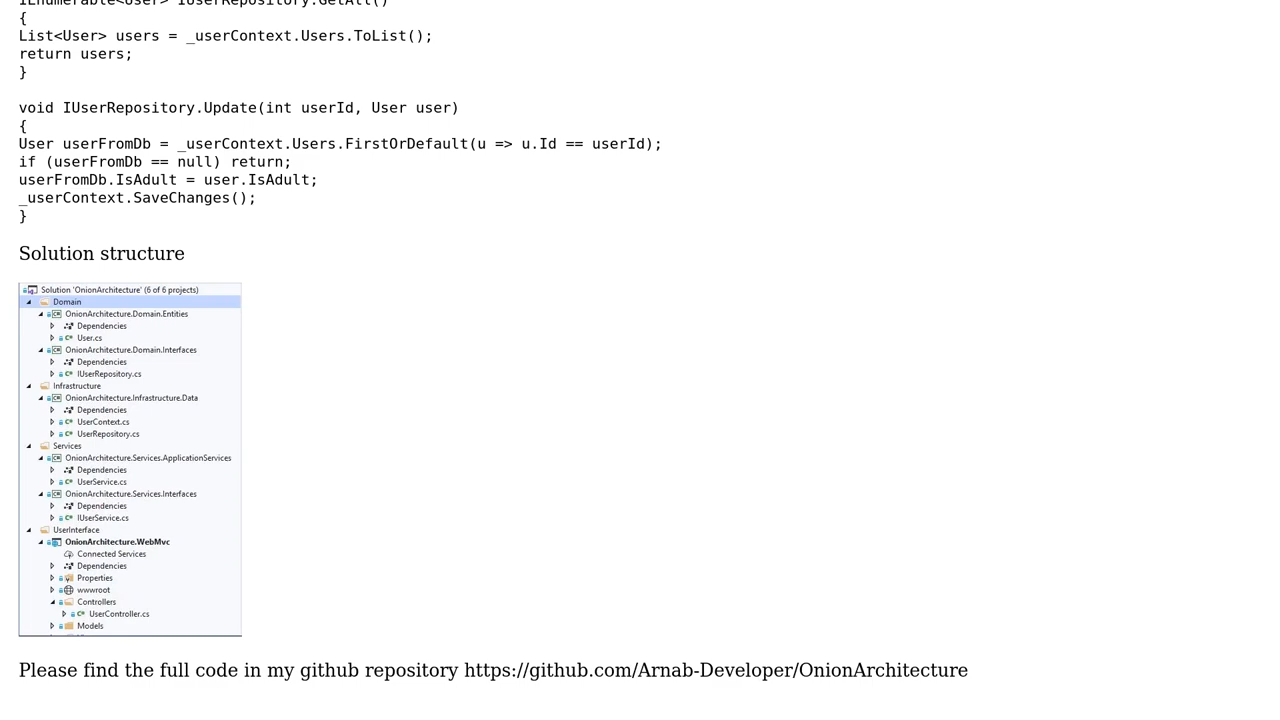 IEnumerable<User> IUserRepository.GetAll()
{
List<User> users = _userContext.Users.ToList();
return users;
}
void IUserRepository.Update(int userId, User user)
{
User userFromDb = _userContext.Users.FirstOrDefault(u => u.Id == userId);
if (userFromDb == null) return;
userFromDb.IsAdult = user.IsAdult;
_userContext.SaveChanges();
}
Solution structure
Solution 'OnionArchitecture' (6 of 6 projects)
Domain
OnionArchitecture.Domain.Entities
Dependencies
User.cs
OnionArchitecture.Domain.Interfaces
Dependencies
IUserRepository.cs
Infrastructure
OnionArchitecture.Infrastructure.Data
Dependencies
UserContext.cs
UserRepository.cs
Services
OnionArchitecture.Services.ApplicationServices
Dependencies
UserService.cs
OnionArchitecture.Services.Interfaces
Dependencies
IUserService.cs
UserInterface
OnionArchitecture.WebMvc
Connected Services
Dependencies
Properties
wwwroot
Controllers
UserController.cs
Models
Please find the full code in my github repository https://github.com/Arnab-Developer/OnionArchitecture